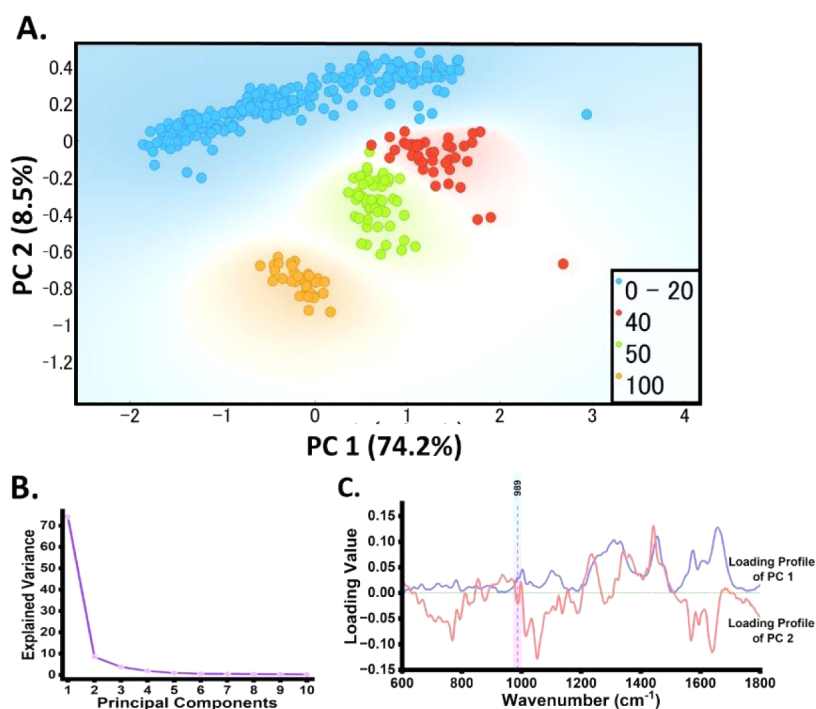 A.
0.4
0.2
0
-0.2
-0.4
-0.6
-0.8
-1
-1.2
PC 2 (8.5%)
0 – 20
40
50
100
−2 −1 0 1 2 3 4
PC 1 (74.2%)
B.
70
60
50
40
30
20
10
0
Explained Variance
1 2 3 4 5 6 7 8 9 10
Principal Components
C.
989
0.15
0.10
0.05
0.00
−0.05
−0.10
−0.15
Loading Value
Loading Profile
of PC 1
Loading Profile
of PC 2
600 800 1000 1200 1400 1600 1800
Wavenumber (cm⁻¹)